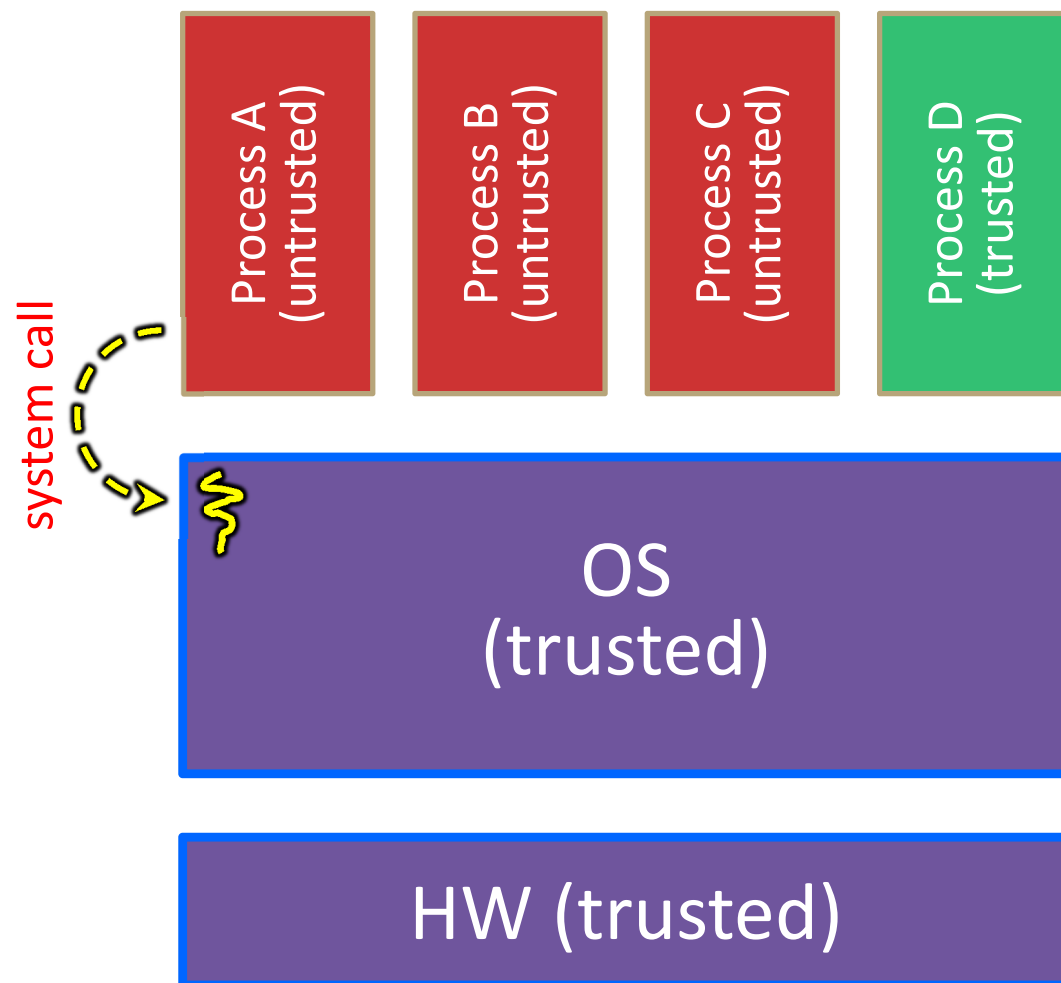 Process A
(untrusted)
Process B
(untrusted)
Process C
(untrusted)
Process D
(trusted)
system call
OS
(trusted)
HW (trusted)